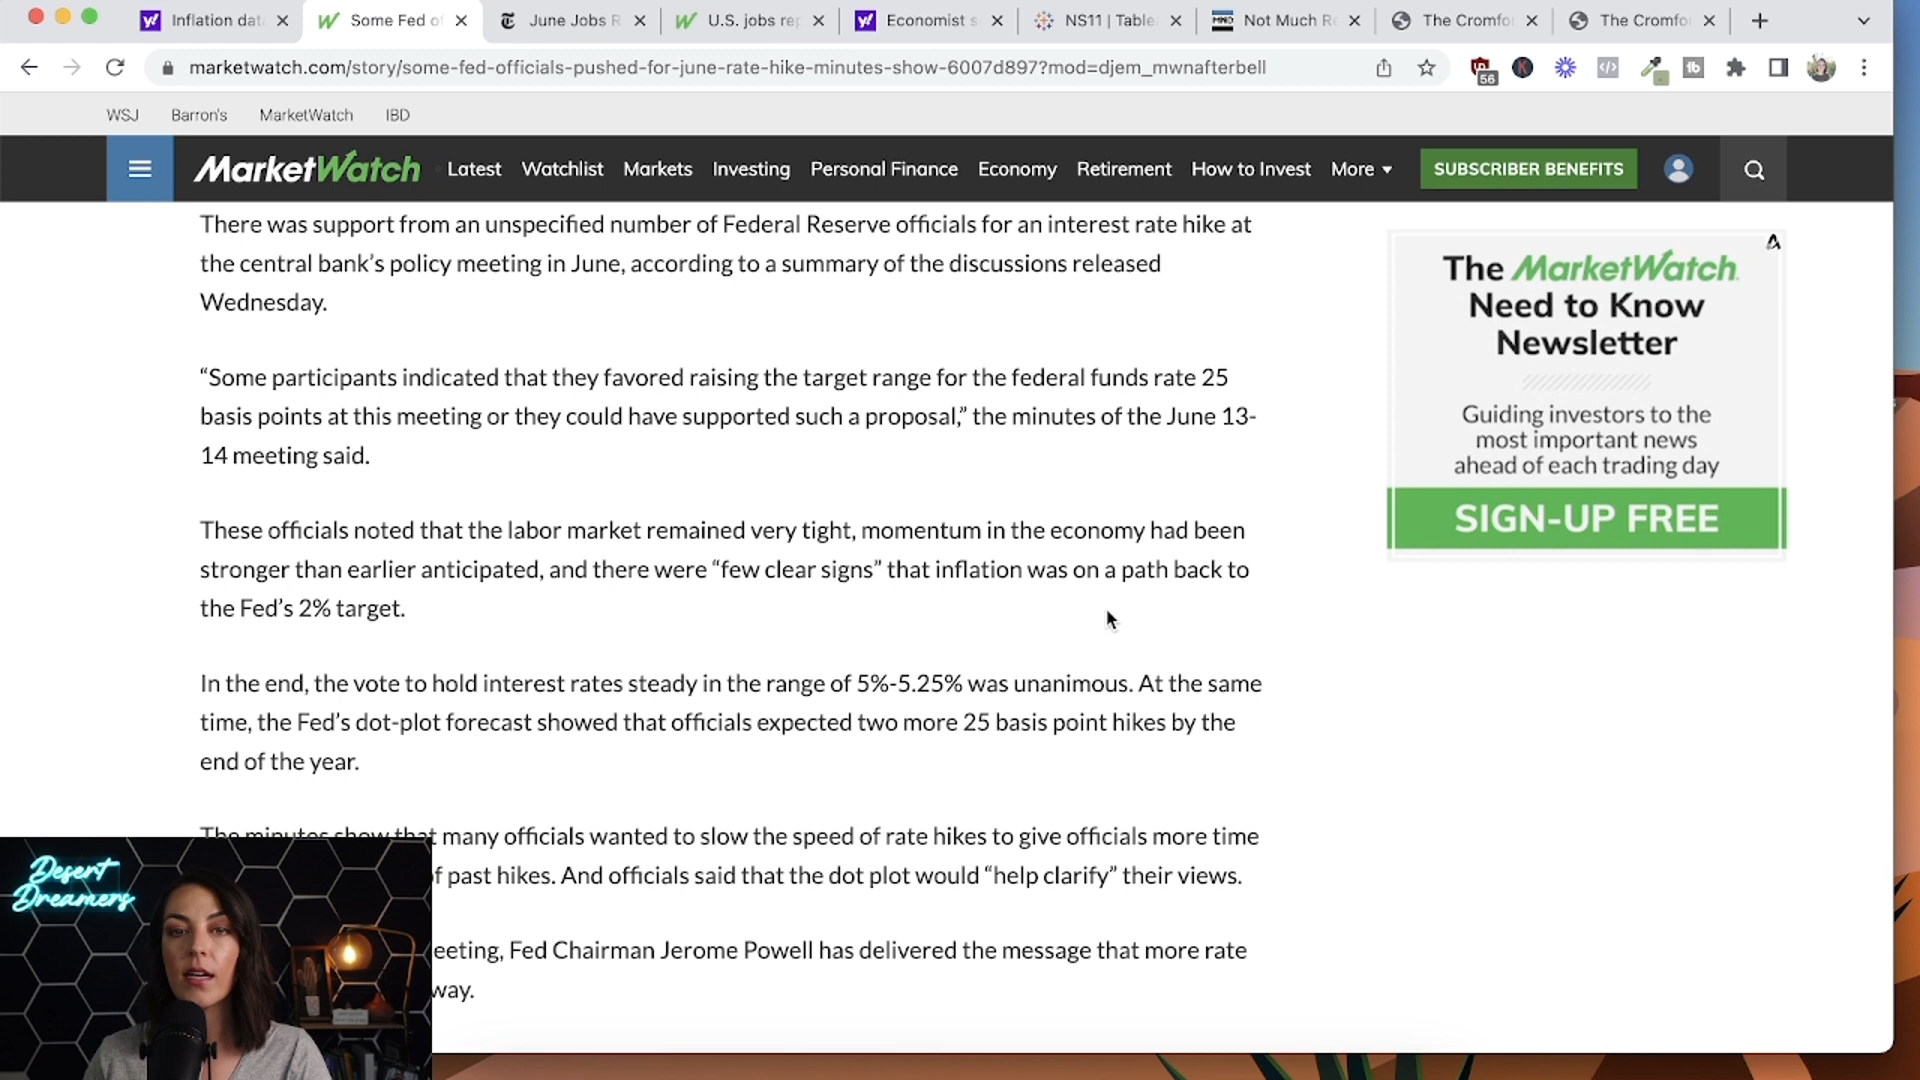 Inflation dat
Some Fed o
June Jobs R
U.S. jobs rep
Economist s
NS11 | Table
Not Much R
The Cromfo
The Cromfo
marketwatch.com/story/some-fed-officials-pushed-for-june-rate-hike-minutes-show-6007d897?mod=djem_mwnafterbell
56
WSJ Barron's MarketWatch IBD
MarketWatch Latest Watchlist Markets Investing Personal Finance Economy Retirement How to Invest More SUBSCRIBER BENEFITS
There was support from an unspecified number of Federal Reserve officials for an interest rate hike at
the central bank’s policy meeting in June, according to a summary of the discussions released
Wednesday.
“Some participants indicated that they favored raising the target range for the federal funds rate 25
basis points at this meeting or they could have supported such a proposal,” the minutes of the June 13-
14 meeting said.
These officials noted that the labor market remained very tight, momentum in the economy had been
stronger than earlier anticipated, and there were “few clear signs” that inflation was on a path back to
the Fed’s 2% target.
In the end, the vote to hold interest rates steady in the range of 5%-5.25% was unanimous. At the same
time, the Fed’s dot-plot forecast showed that officials expected two more 25 basis point hikes by the
end of the year.
The minutes show that many officials wanted to slow the speed of rate hikes to give officials more time
of past hikes. And officials said that the dot plot would “help clarify” their views.
eeting, Fed Chairman Jerome Powell has delivered the message that more rate
way.
The MarketWatch
Need to Know
Newsletter
Guiding investors to the
most important news
ahead of each trading day
SIGN-UP FREE
Desert
Dreamers